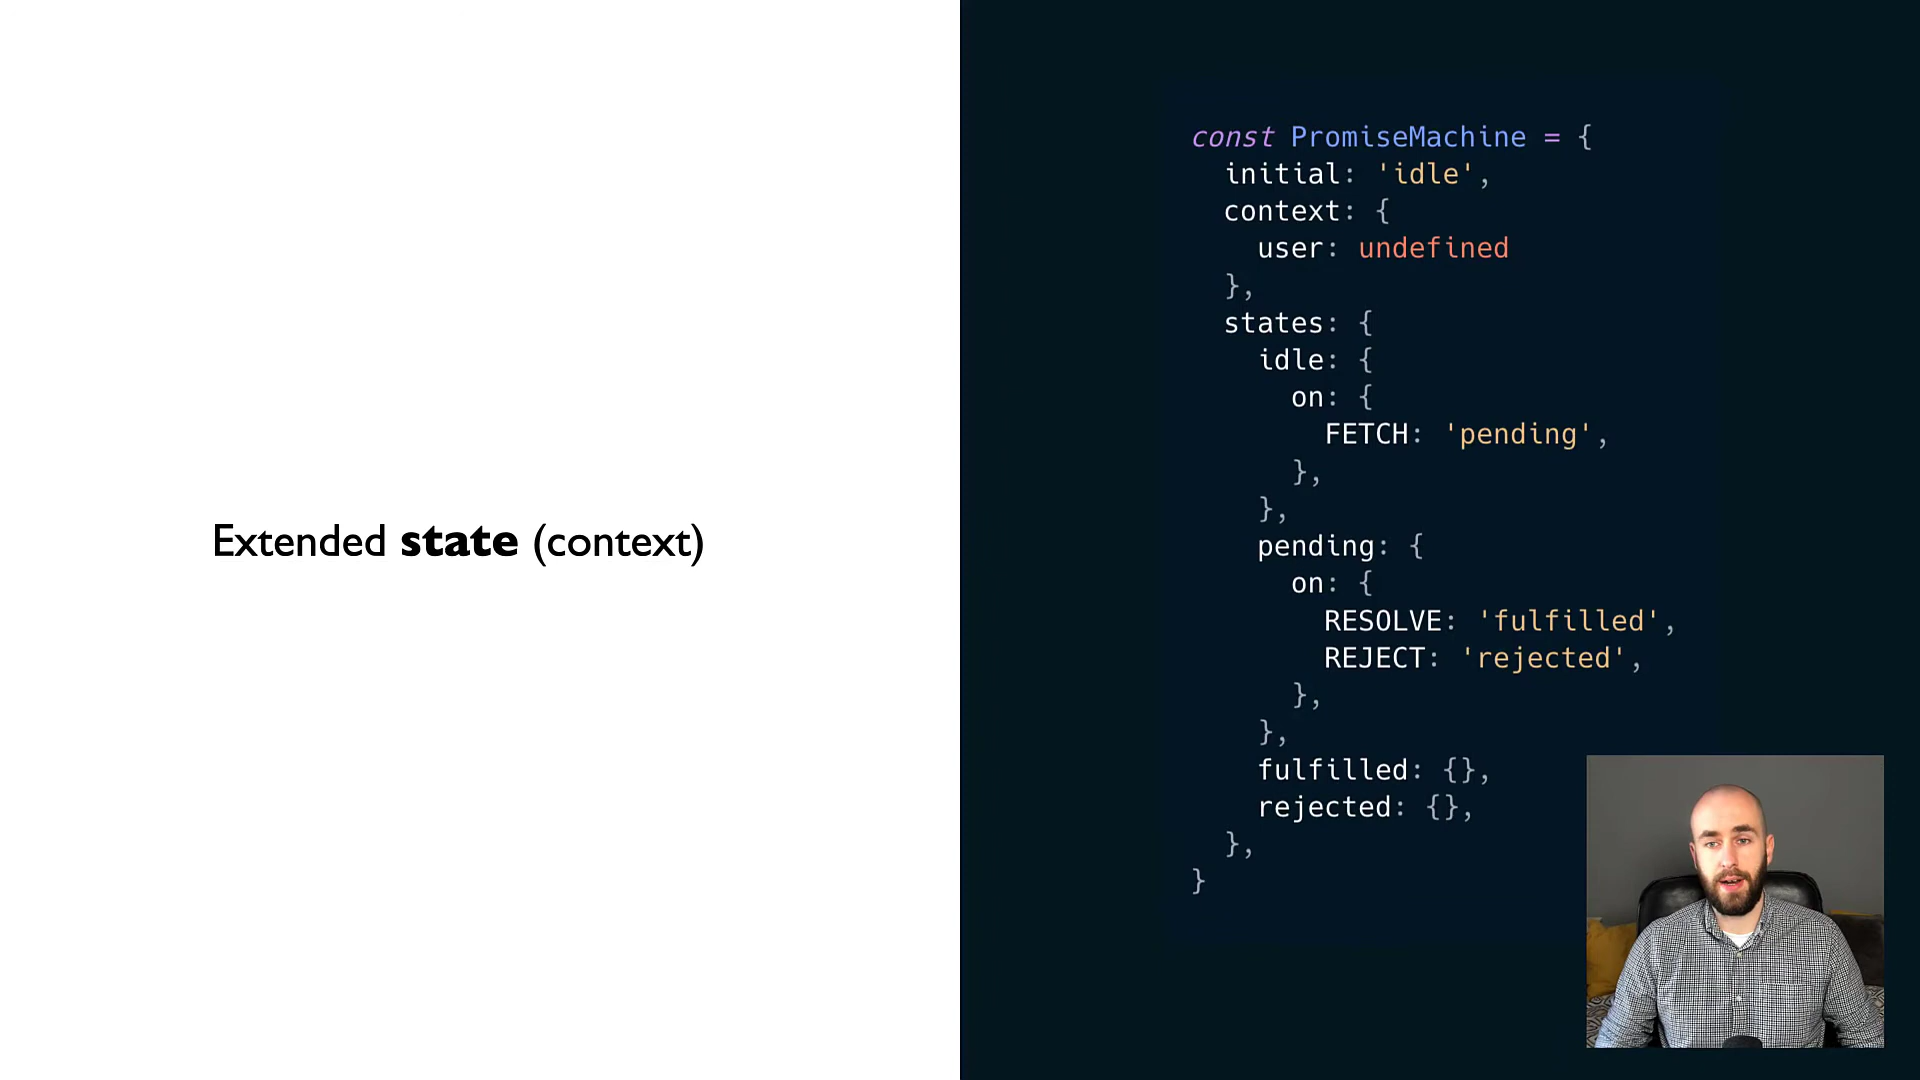 Extended state (context)
const PromiseMachine = {
  initial: 'idle',
  context: {
    user: undefined
  },
  states: {
    idle: {
      on: {
        FETCH: 'pending',
      },
    },
    pending: {
      on: {
        RESOLVE: 'fulfilled',
        REJECT: 'rejected',
      },
    },
    fulfilled: {},
    rejected: {},
  },
}